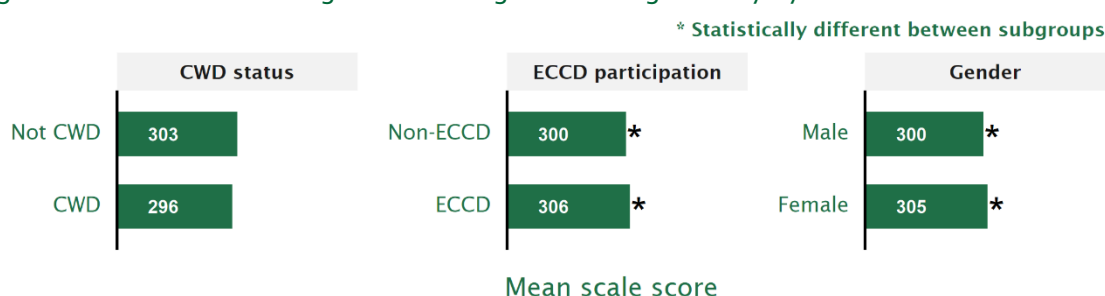 * Statistically different between subgroups
CWD status
Not CWD 303
CWD 296
ECCD participation
Non-ECCD 300 *
ECCD 306 *
Gender
Male 300 *
Female 305 *
Mean scale score